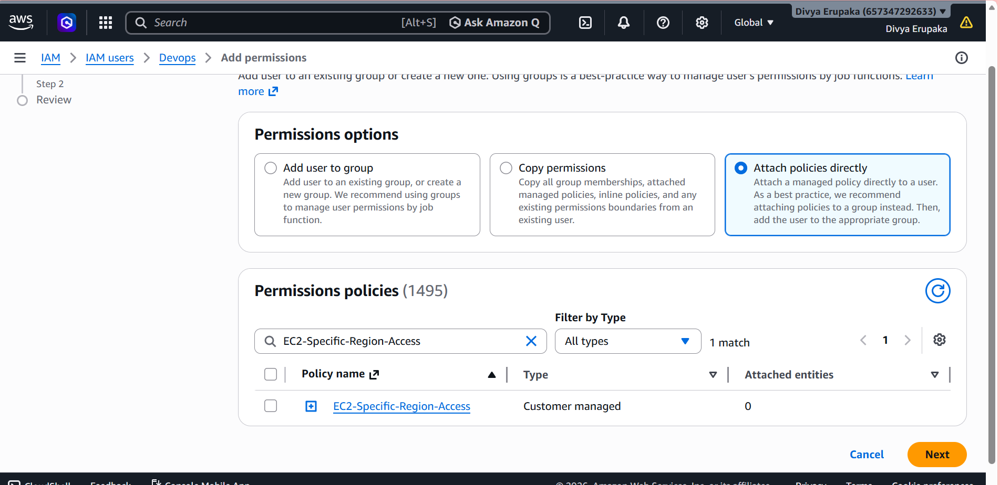 Divya Erupaka (657347292633)
aws Search [Alt+S] Ask Amazon Q Global Divya Erupaka
IAM IAM users Devops Add permissions
Add user to an existing group or create a new one. Using groups is a best-practice way to manage user's permissions by job functions. Learn
more
Step 2
Review
Permissions options
Add user to group
Add user to an existing group, or create a
new group. We recommend using groups
to manage user permissions by job
function.
Copy permissions
Copy all group memberships, attached
managed policies, inline policies, and any
existing permissions boundaries from an
existing user.
Attach policies directly
Attach a managed policy directly to a user.
As a best practice, we recommend
attaching policies to a group instead. Then,
add the user to the appropriate group.
Permissions policies (1495)
Filter by Type
EC2-Specific-Region-Access All types 1 match 1
Policy name Type Attached entities
EC2-Specific-Region-Access Customer managed 0
Cancel Next
CloudShell Feedback Console Mobile App © 2026, Amazon Web Services, Inc. or its affiliates. Privacy Terms Cookie preferences